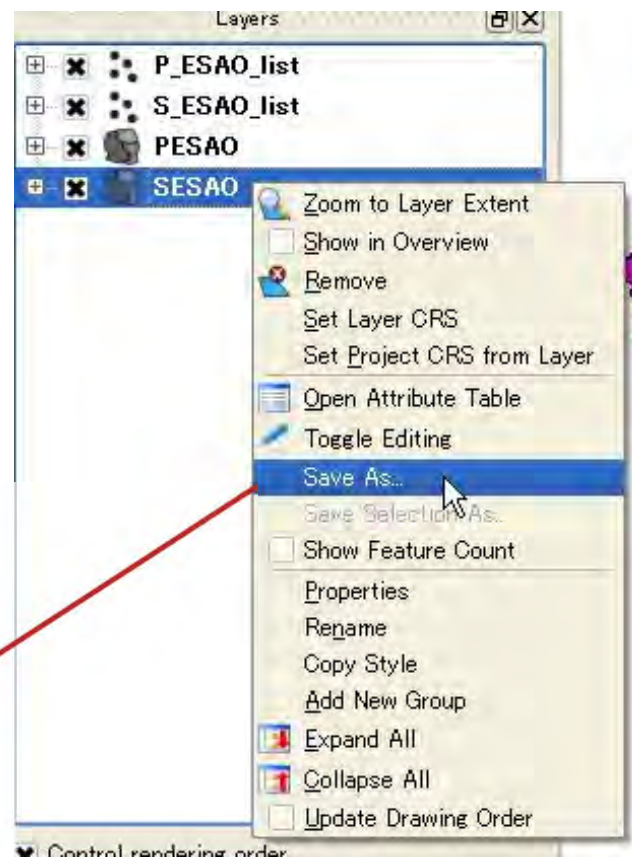 Layers
P_ESAO_list
S_ESAO_list
PESAO
SESAO
Zoom to Layer Extent
Show in Overview
Remove
Set Layer CRS
Set Project CRS from Layer
Open Attribute Table
Toggle Editing
Save As...
Save Selection As...
Show Feature Count
Properties
Rename
Copy Style
Add New Group
Expand All
Collapse All
Update Drawing Order
Control rendering order